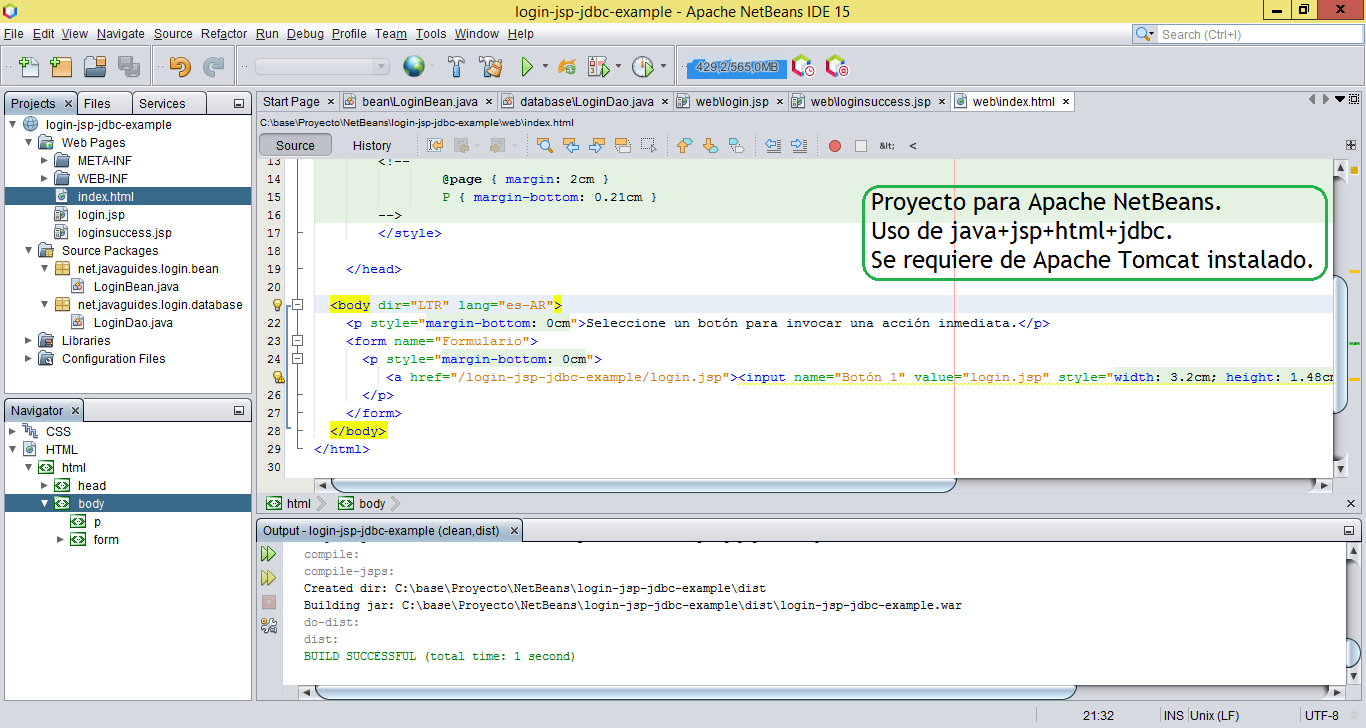 login-jsp-jdbc-example - Apache NetBeans IDE 15
File Edit View Navigate Source Refactor Run Debug Profile Team Tools Window Help
Search (Ctrl+I)
429,2/565,0MB
Projects Files Services
login-jsp-jdbc-example
Web Pages
META-INF
WEB-INF
index.html
login.jsp
loginsuccess.jsp
Source Packages
net.javaguides.login.bean
LoginBean.java
net.javaguides.login.database
LoginDao.java
Libraries
Configuration Files
Navigator
CSS
HTML
html
head
body
p
form
Start Page bean\LoginBean.java database\LoginDao.java web\login.jsp web\loginsuccess.jsp web\index.html
C:\base\Proyecto\NetBeans\login-jsp-jdbc-example\web\index.html
Source History &lt; <
13 <!--
14 @page { margin: 2cm }
15 P { margin-bottom: 0.21cm }
16 -->
17 </style>
18
19 </head>
20
<body dir="LTR" lang="es-AR">
22 <p style="margin-bottom: 0cm">Seleccione un botón para invocar una acción inmediata.</p>
23 <form name="Formulario">
24 <p style="margin-bottom: 0cm">
<a href="/login-jsp-jdbc-example/login.jsp"><input name="Botón 1" value="login.jsp" style="width: 3.2cm; height: 1.48cm
26 </p>
27 </form>
28 </body>
29 </html>
30
Proyecto para Apache NetBeans.
Uso de java+jsp+html+jdbc.
Se requiere de Apache Tomcat instalado.
html body
Output - login-jsp-jdbc-example (clean,dist)
compile:
compile-jsps:
Created dir: C:\base\Proyecto\NetBeans\login-jsp-jdbc-example\dist
Building jar: C:\base\Proyecto\NetBeans\login-jsp-jdbc-example\dist\login-jsp-jdbc-example.war
do-dist:
dist:
BUILD SUCCESSFUL (total time: 1 second)
21:32 INS Unix (LF) UTF-8